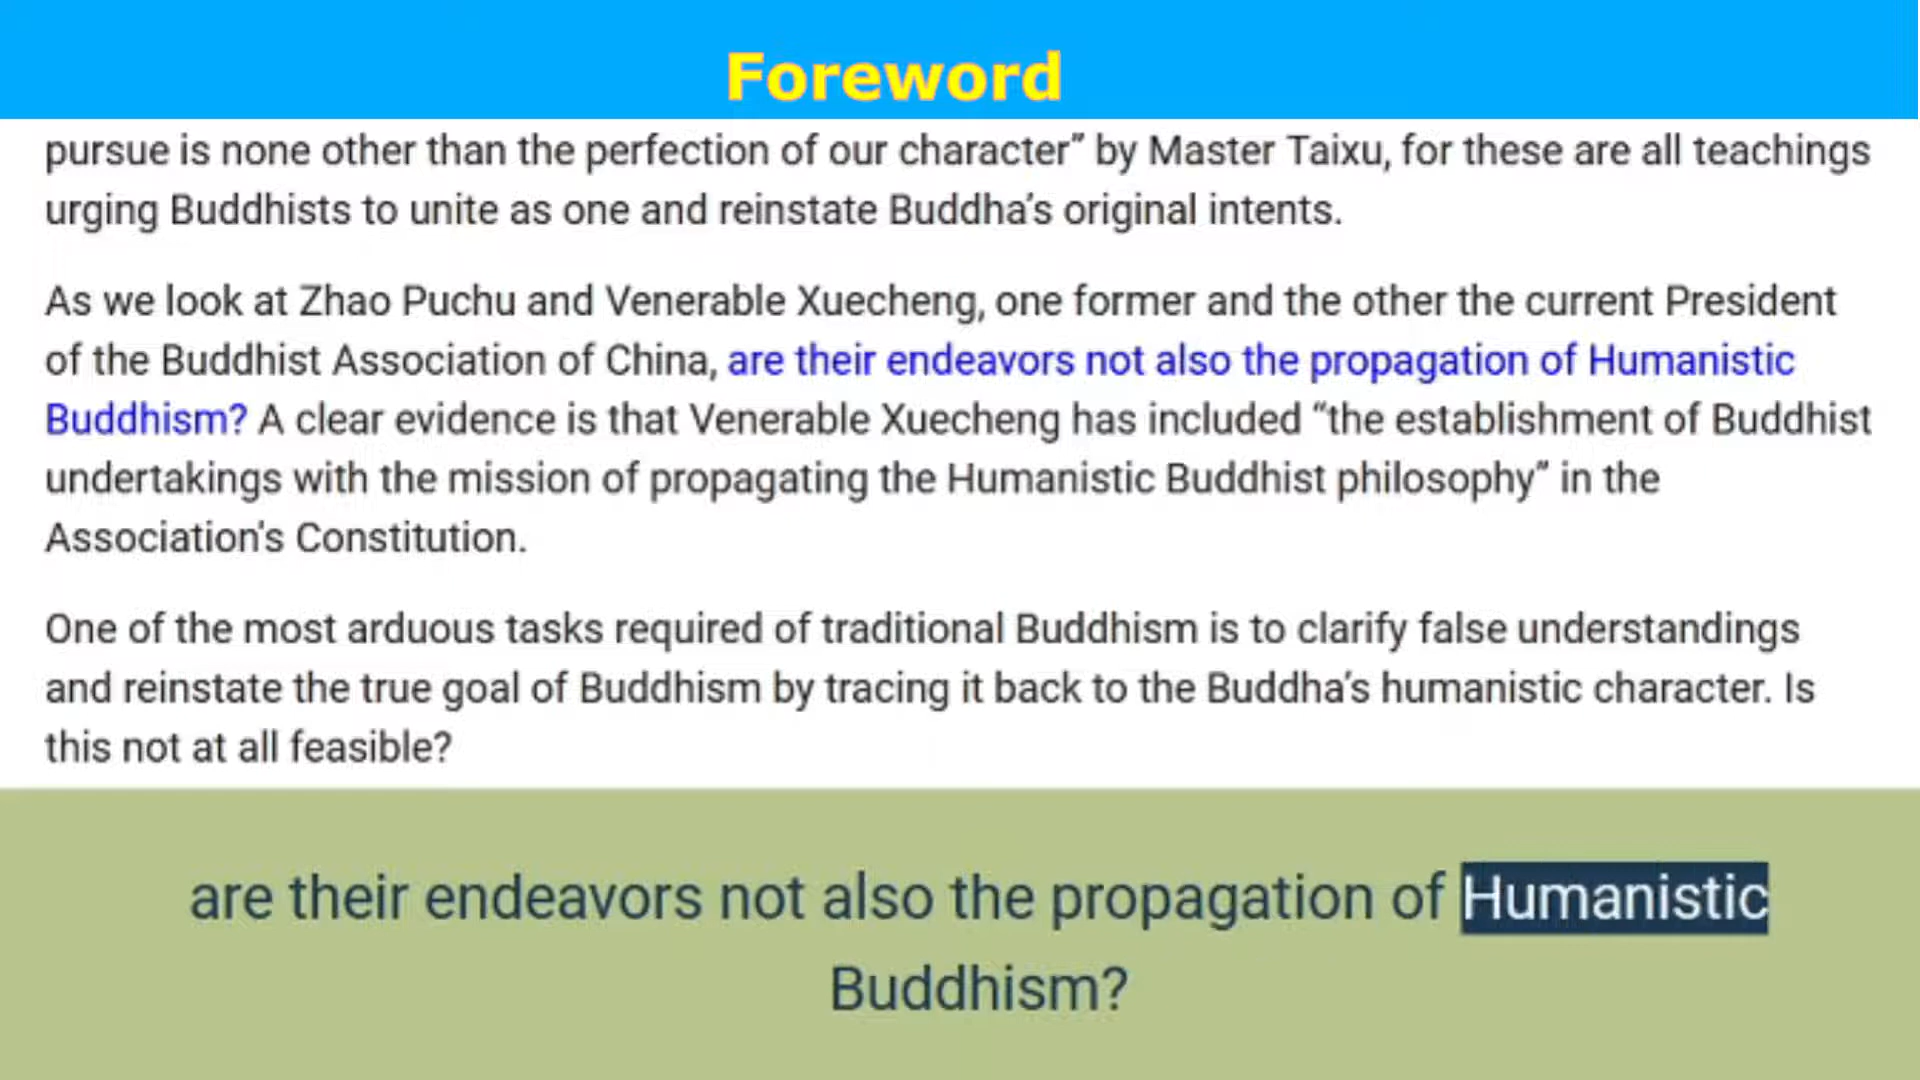 Foreword
pursue is none other than the perfection of our character” by Master Taixu, for these are all teachings
urging Buddhists to unite as one and reinstate Buddha’s original intents.
As we look at Zhao Puchu and Venerable Xuecheng, one former and the other the current President
of the Buddhist Association of China, are their endeavors not also the propagation of Humanistic
Buddhism? A clear evidence is that Venerable Xuecheng has included “the establishment of Buddhist
undertakings with the mission of propagating the Humanistic Buddhist philosophy” in the
Association's Constitution.
One of the most arduous tasks required of traditional Buddhism is to clarify false understandings
and reinstate the true goal of Buddhism by tracing it back to the Buddha’s humanistic character. Is
this not at all feasible?
are their endeavors not also the propagation of Humanistic
Buddhism?